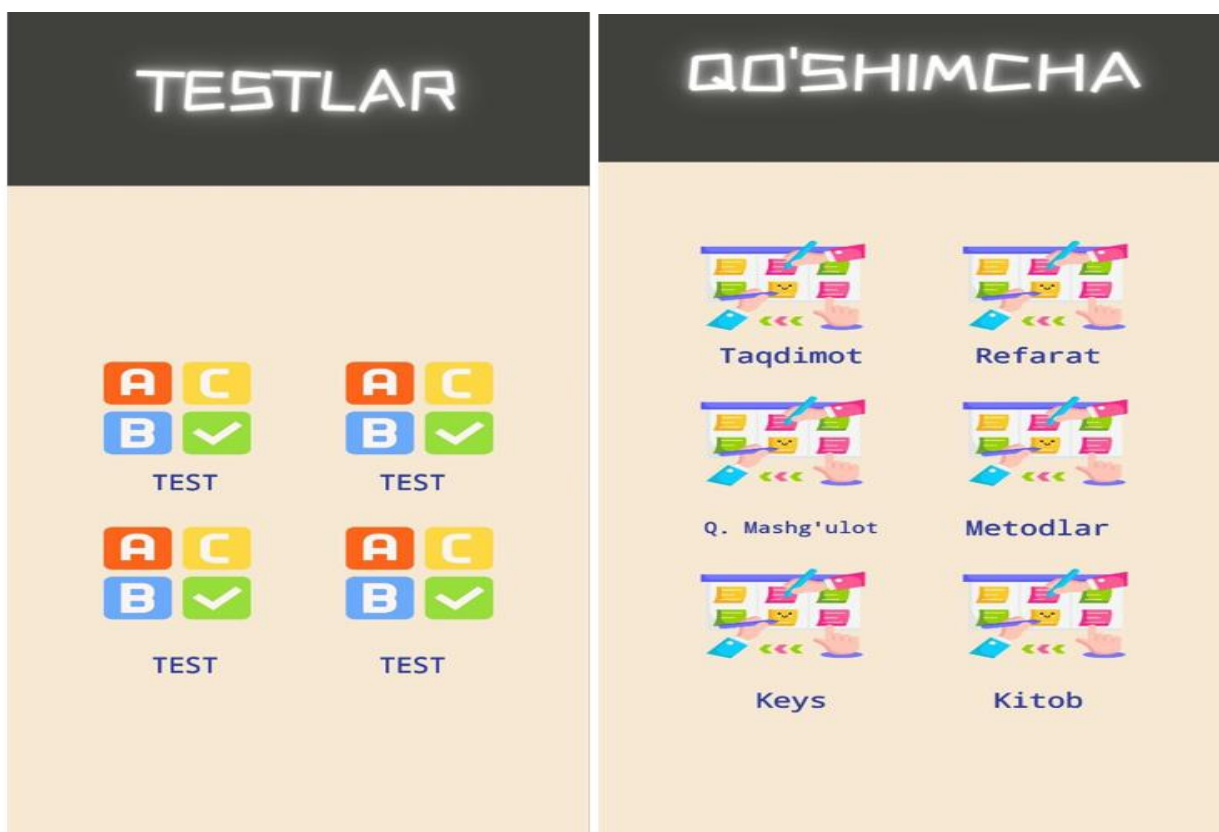 TESTLAR
A C A C
B B
TEST TEST
A C A C
B B
TEST TEST
QO'SHIMCHA
Taqdimot Refarat
Q. Mashg'ulot Metodlar
Keys Kitob